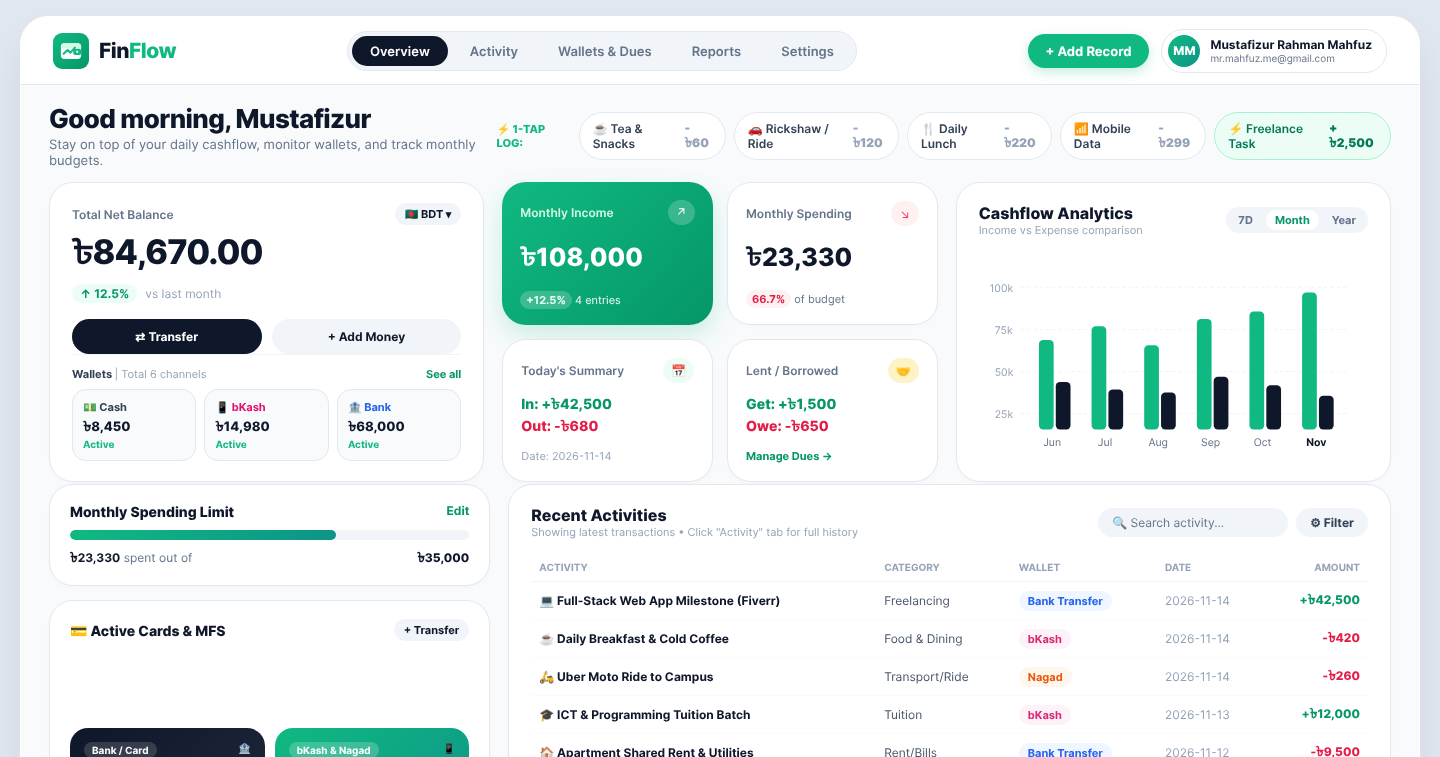 FinFlow
Overview
Activity
Wallets & Dues
Reports
Settings
+ Add Record
MM
Mustafizur Rahman Mahfuz
mr.mahfuz.me@gmail.com
Good morning, Mustafizur
Stay on top of your daily cashflow, monitor wallets, and track monthly
budgets.
⚡ 1-TAP
LOG:
☕ Tea &
Snacks
-
৳60
🚗 Rickshaw /
Ride
-
৳120
🍴 Daily
Lunch
-
৳220
📶 Mobile
Data
-
৳299
⚡ Freelance
Task
+
৳2,500
Total Net Balance
🇧🇩 BDT ▾
৳84,670.00
↑ 12.5%
vs last month
⇄ Transfer
+ Add Money
Wallets | Total 6 channels
See all
💵 Cash
৳8,450
Active
📱 bKash
৳14,980
Active
🏦 Bank
৳68,000
Active
Monthly Income
↗
৳108,000
+12.5% 4 entries
Monthly Spending
↘
৳23,330
66.7% of budget
Today's Summary
📅
In: +৳42,500
Out: -৳680
Date: 2026-11-14
Lent / Borrowed
🤝
Get: +৳1,500
Owe: -৳650
Manage Dues →
Cashflow Analytics
Income vs Expense comparison
7D
Month
Year
100k
75k
50k
25k
Jun
Jul
Aug
Sep
Oct
Nov
Monthly Spending Limit
Edit
৳23,330 spent out of
৳35,000
💳 Active Cards & MFS
+ Transfer
Bank / Card
🏦
bKash & Nagad
📱
Recent Activities
Showing latest transactions • Click "Activity" tab for full history
🔍 Search activity...
⚙ Filter
ACTIVITY CATEGORY WALLET DATE AMOUNT
💻 Full-Stack Web App Milestone (Fiverr) Freelancing Bank Transfer 2026-11-14 +৳42,500
☕ Daily Breakfast & Cold Coffee Food & Dining bKash 2026-11-14 -৳420
🛵 Uber Moto Ride to Campus Transport/Ride Nagad 2026-11-14 -৳260
🎓 ICT & Programming Tuition Batch Tuition bKash 2026-11-13 +৳12,000
🏠 Apartment Shared Rent & Utilities Rent/Bills Bank Transfer 2026-11-12 -৳9,500